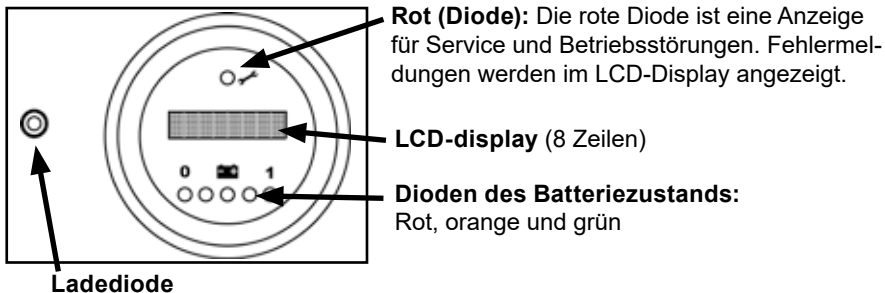 Rot (Diode): Die rote Diode ist eine Anzeige
für Service und Betriebsstörungen. Fehlermel-
dungen werden im LCD-Display angezeigt.
LCD-display (8 Zeilen)
0 1
Dioden des Batteriezustands:
Rot, orange und grün
Ladediode